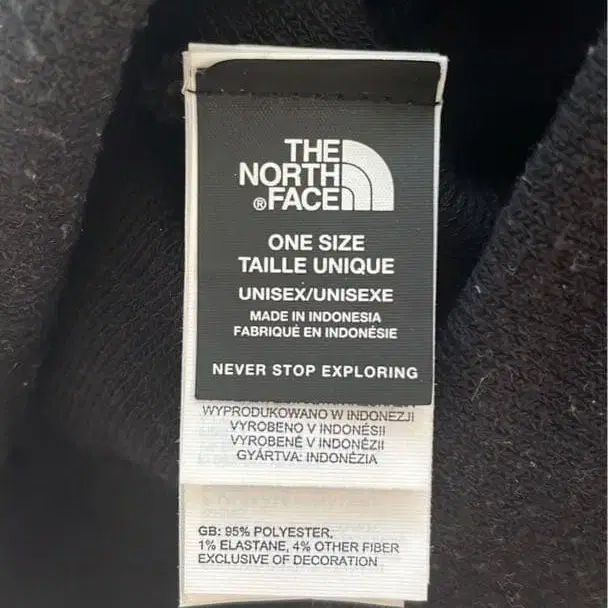 THE
NORTH
®FACE
ONE SIZE
TAILLE UNIQUE
UNISEX/UNISEXE
MADE IN INDONESIA
FABRIQUÉ EN INDONÉSIE
NEVER STOP EXPLORING
WYPRODUKOWANO W INDONEZJI
VYROBENO V INDONÉSII
VYROBENÉ V INDONÉZII
GYÁRTVA: INDONÉZIA
GB: 95% POLYESTER,
1% ELASTANE, 4% OTHER FIBER
EXCLUSIVE OF DECORATION